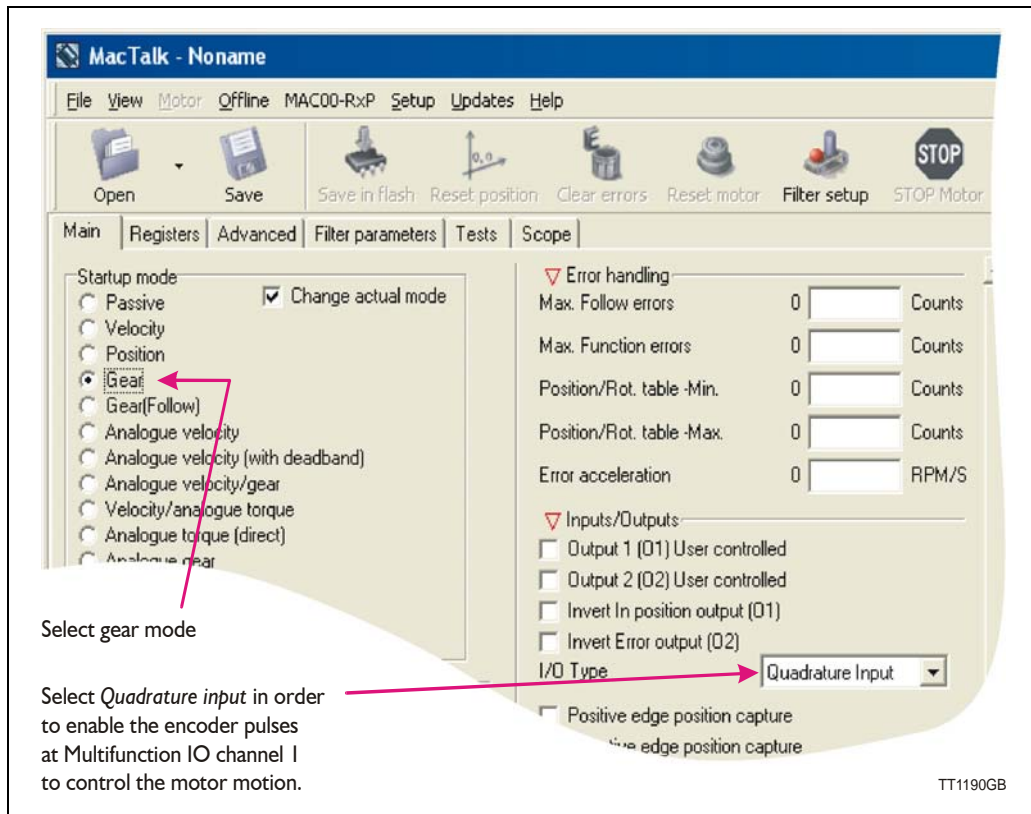 MacTalk - Noname
File View Motor Offline MAC00-RxP Setup Updates Help
Open Save Save in flash Reset position Clear errors Reset motor Filter setup STOP Motor
0,0
E
STOP
Main Registers Advanced Filter parameters Tests Scope
Startup mode
Change actual mode
Passive
Velocity
Position
Gear
Gear(Follow)
Analogue velocity
Analogue velocity (with deadband)
Analogue velocity/gear
Velocity/analogue torque
Analogue torque (direct)
Analogue gear
Error handling
Max. Follow errors 0 Counts
Max. Function errors 0 Counts
Position/Rot. table -Min. 0 Counts
Position/Rot. table -Max. 0 Counts
Error acceleration 0 RPM/S
Inputs/Outputs
Output 1 (O1) User controlled
Output 2 (O2) User controlled
Invert In position output (O1)
Invert Error output (O2)
I/O Type Quadrature Input
Positive edge position capture
edge position capture
Select gear mode
Select Quadrature input in order
to enable the encoder pulses
at Multifunction IO channel 1
to control the motor motion.
TT1190GB